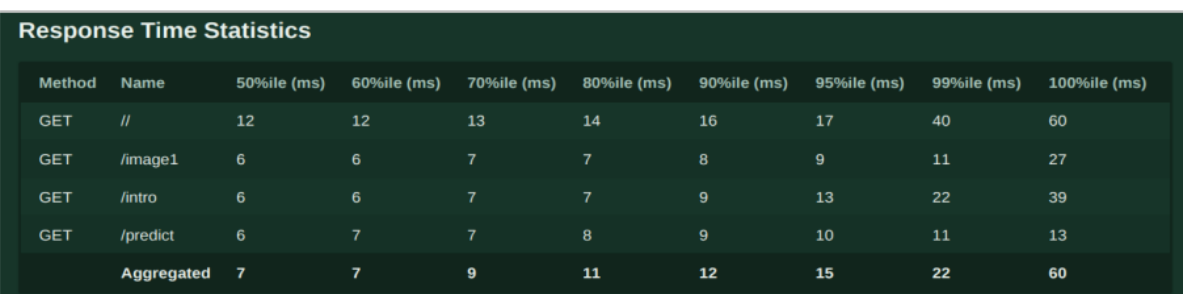 Response Time Statistics
Method Name 50%ile (ms) 60%ile (ms) 70%ile (ms) 80%ile (ms) 90%ile (ms) 95%ile (ms) 99%ile (ms) 100%ile (ms)
GET // 12 12 13 14 16 17 40 60
GET /image1 6 6 7 7 8 9 11 27
GET /intro 6 6 7 7 9 13 22 39
GET /predict 6 7 7 8 9 10 11 13
Aggregated 7 7 9 11 12 15 22 60